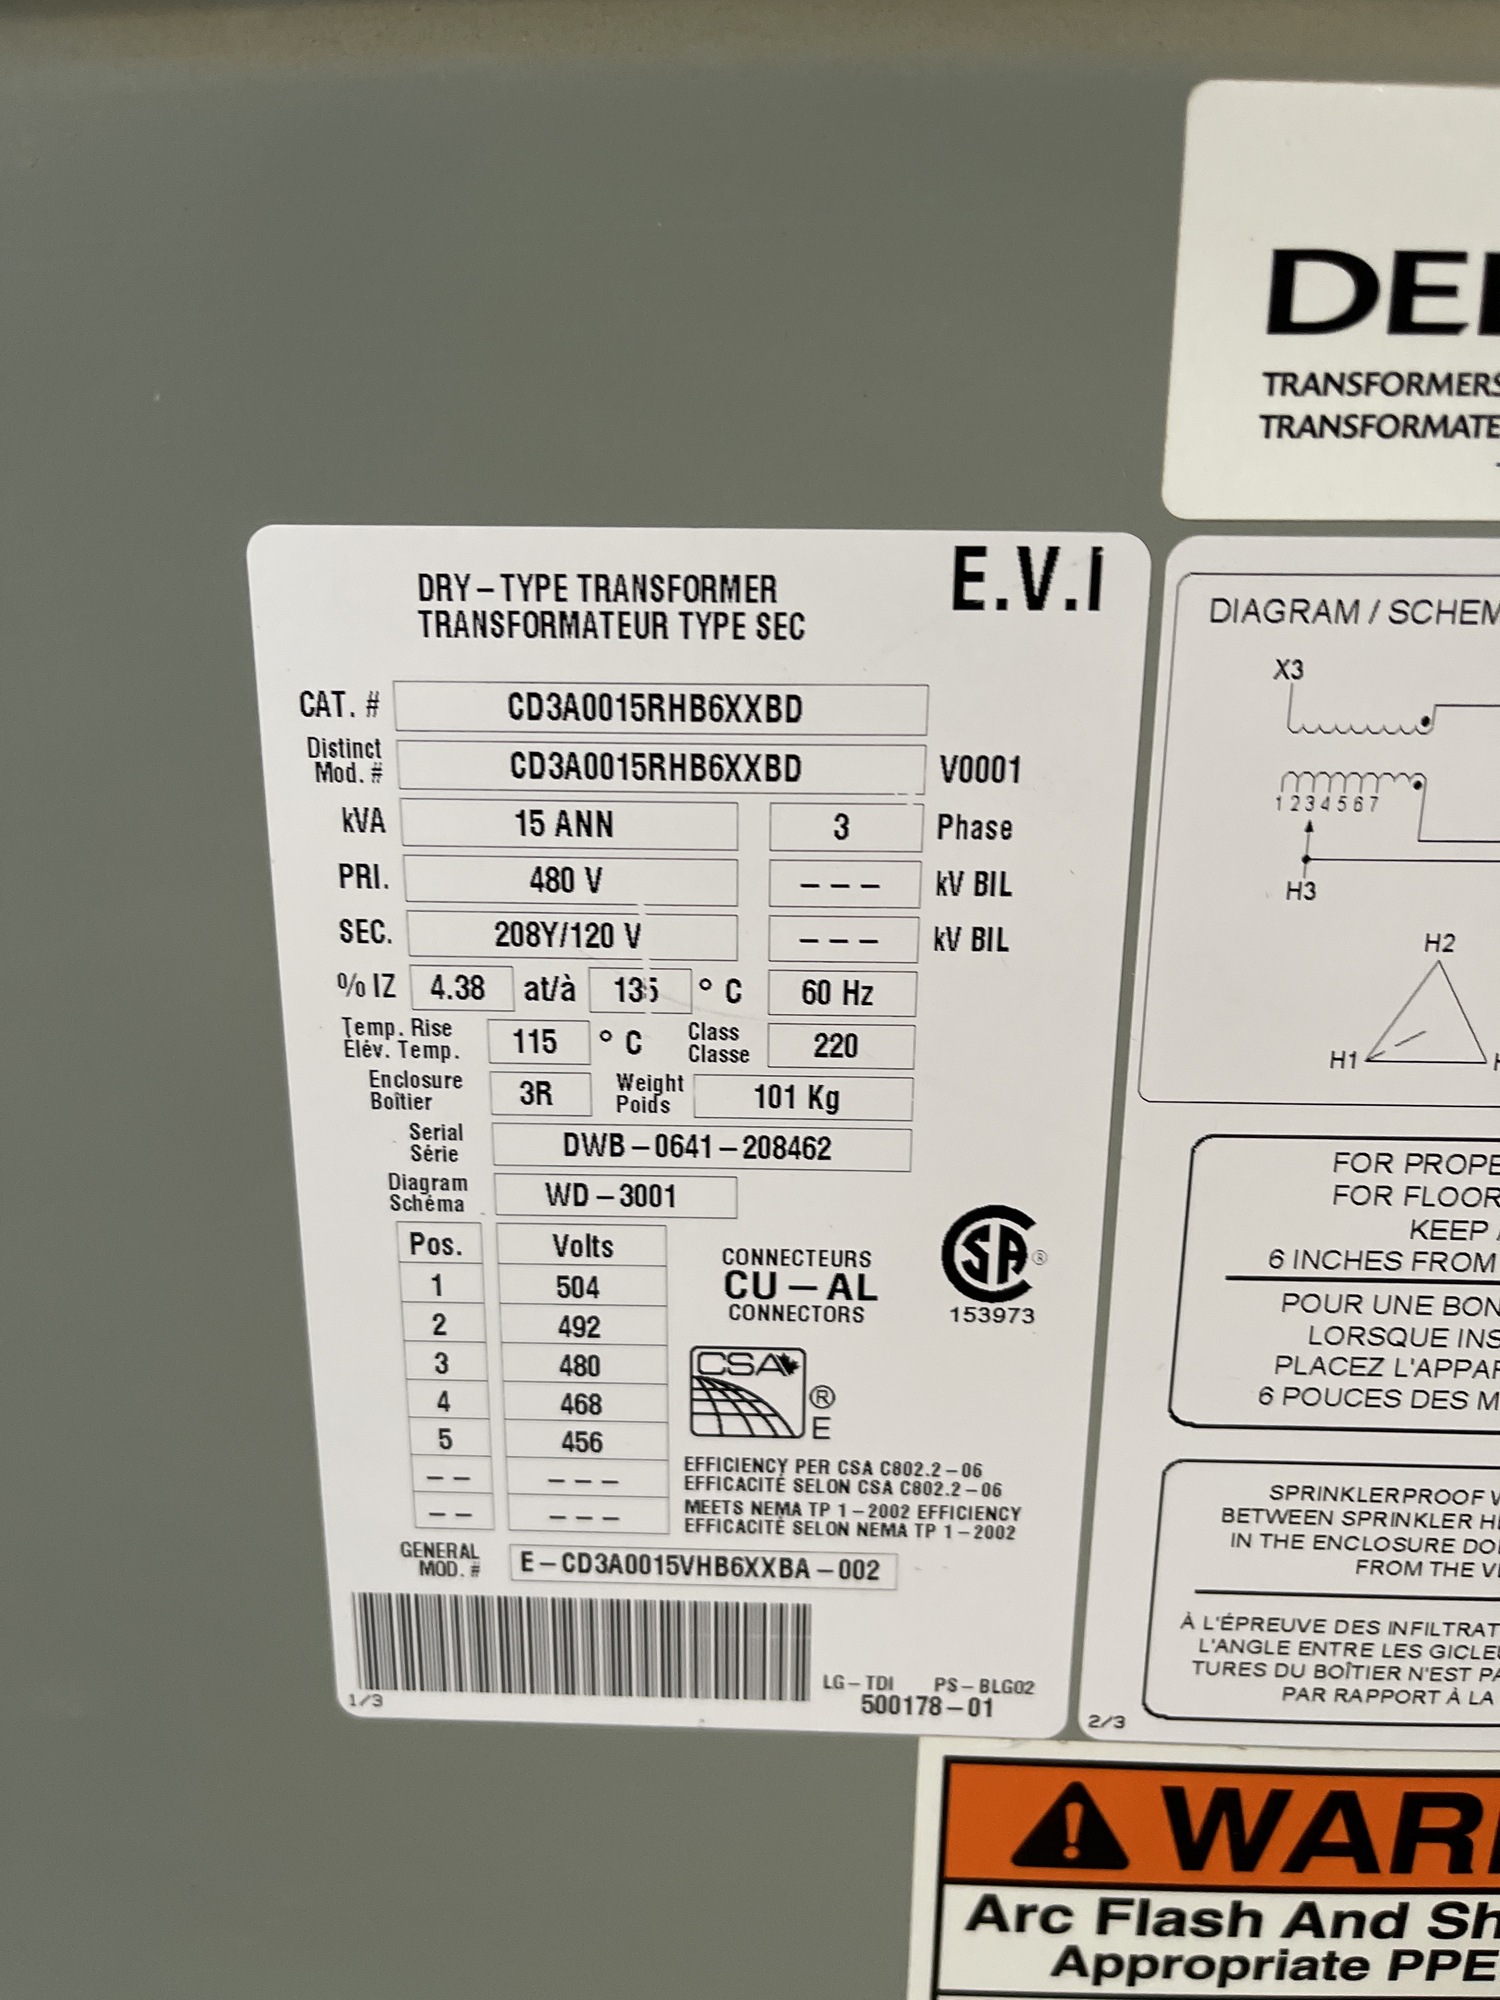 DRY-TYPE TRANSFORMER
TRANSFORMATEUR TYPE SEC
E.V.I
CAT. # CD3A0015RHB6XXBD
Distinct Mod. # CD3A0015RHB6XXBD V0001
kVA 15 ANN 3 Phase
PRI. 480 V --- kV BIL
SEC. 208Y/120 V --- kV BIL
% IZ 4.38 at/à 135 ° C 60 Hz
Temp. Rise
Élév. Temp. 115 ° C Class
Classe 220
Enclosure
Boîtier 3R Weight
Poids 101 Kg
Serial
Série DWB-0641-208462
Diagram
Schéma WD-3001
Pos. Volts
1 504
2 492
3 480
4 468
5 456
-- ---
-- ---
CONNECTEURS
CU-AL
CONNECTORS
CSA ®
153973
CSA ®
E
EFFICIENCY PER CSA C802.2-06
EFFICACITÉ SELON CSA C802.2-06
MEETS NEMA TP 1-2002 EFFICIENCY
EFFICACITÉ SELON NEMA TP 1-2002
GENERAL
MOD. # E-CD3A0015VHB6XXBA-002
LG-TDI PS-BLG02
500178-01
1/3
DE
TRANSFORMERS
TRANSFORMATE
DIAGRAM / SCHEM
X3
1 2 3 4 5 6 7
H3
H2
H1
FOR PROPE
FOR FLOOR
KEEP
6 INCHES FROM
POUR UNE BON
LORSQUE INS
PLACEZ L'APPAR
6 POUCES DES M
SPRINKLERPROOF
BETWEEN SPRINKLER HE
IN THE ENCLOSURE DO
FROM THE VE
À L'ÉPREUVE DES INFILTRAT
L'ANGLE ENTRE LES GICLE
TURES DU BOÎTIER N'EST PA
PAR RAPPORT À LA
2/3
WAR
Arc Flash And Sh
Appropriate PPE